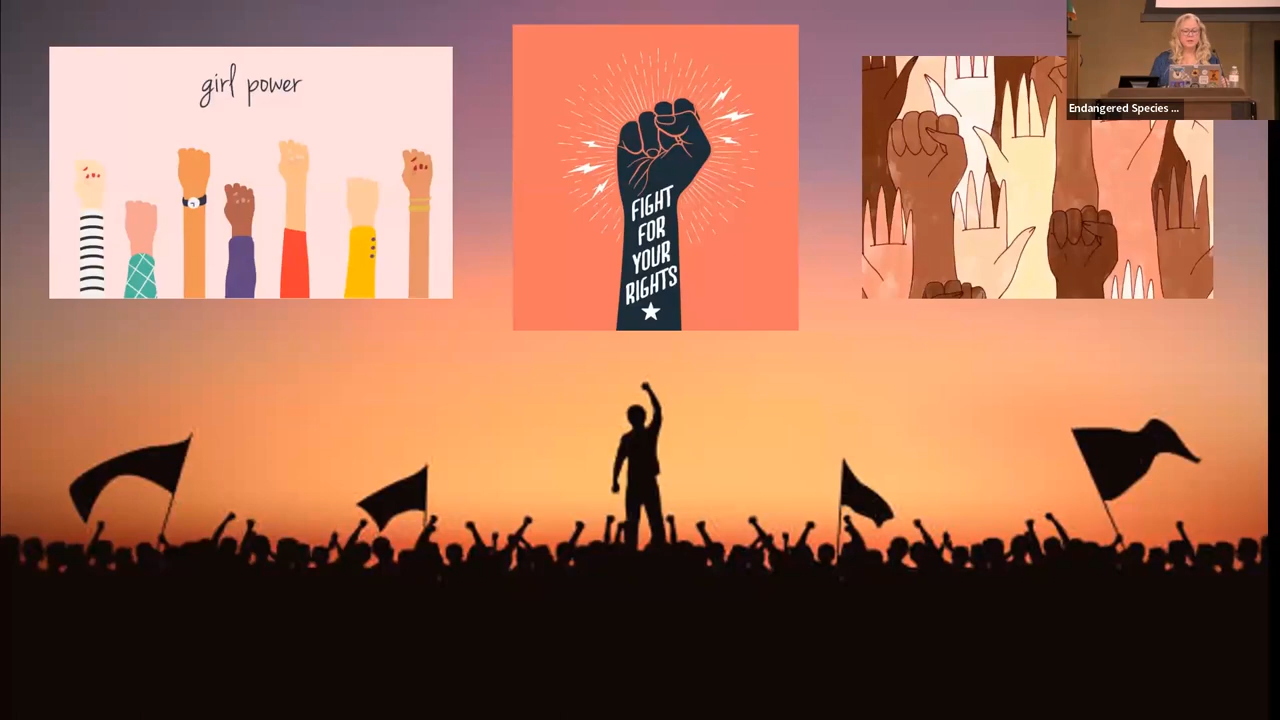 girl power
FIGHT
FOR
YOUR
RIGHTS
Endangered Species ...